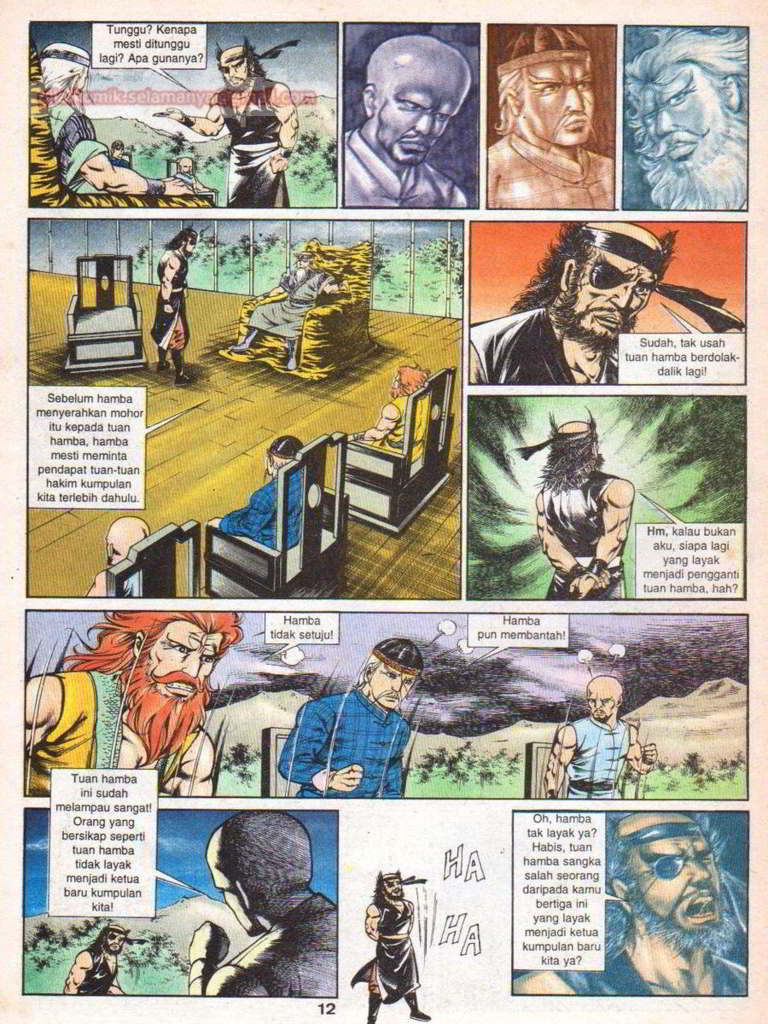 Tunggu? Kenapa
mesti ditunggu
lagi? Apa gunanya?
Sebelum hamba
menyerahkan mohor
itu kepada tuan
hamba, hamba
mesti meminta
pendapat tuan-tuan
hakim kumpulan
kita terlebih dahulu.
Sudah, tak usah
tuan hamba berdolak-
dalik lagi!
Hm, kalau bukan
aku, siapa lagi
yang layak
menjadi pengganti
tuan hamba, hah?
Hamba
tidak setuju!
Hamba
pun membantah!
Tuan hamba
ini sudah
melampau sangat!
Orang yang
bersikap seperti
tuan hamba
tidak layak
menjadi ketua
baru kumpulan
kita!
HA
HA
Oh, hamba
tak layak ya?
Habis, tuan
hamba sangka
salah seorang
daripada kamu
bertiga ini
yang layak
menjadi ketua
kumpulan baru
kita ya?
12